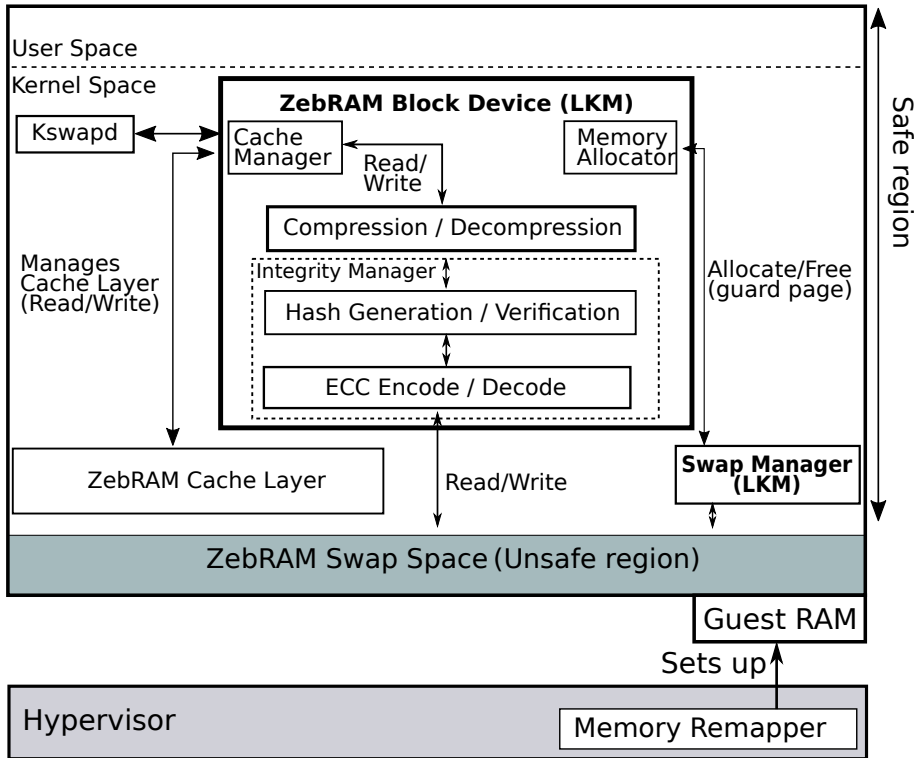 User Space
Kernel Space
ZebRAM Block Device (LKM)
Kswapd
Cache
Manager
Memory
Allocator
Read/
Write
Compression / Decompression
Integrity Manager
Hash Generation / Verification
ECC Encode / Decode
Manages
Cache Layer
(Read/Write)
Allocate/Free
(guard page)
Safe region
ZebRAM Cache Layer
Read/Write
Swap Manager
(LKM)
ZebRAM Swap Space (Unsafe region)
Guest RAM
Sets up
Hypervisor
Memory Remapper